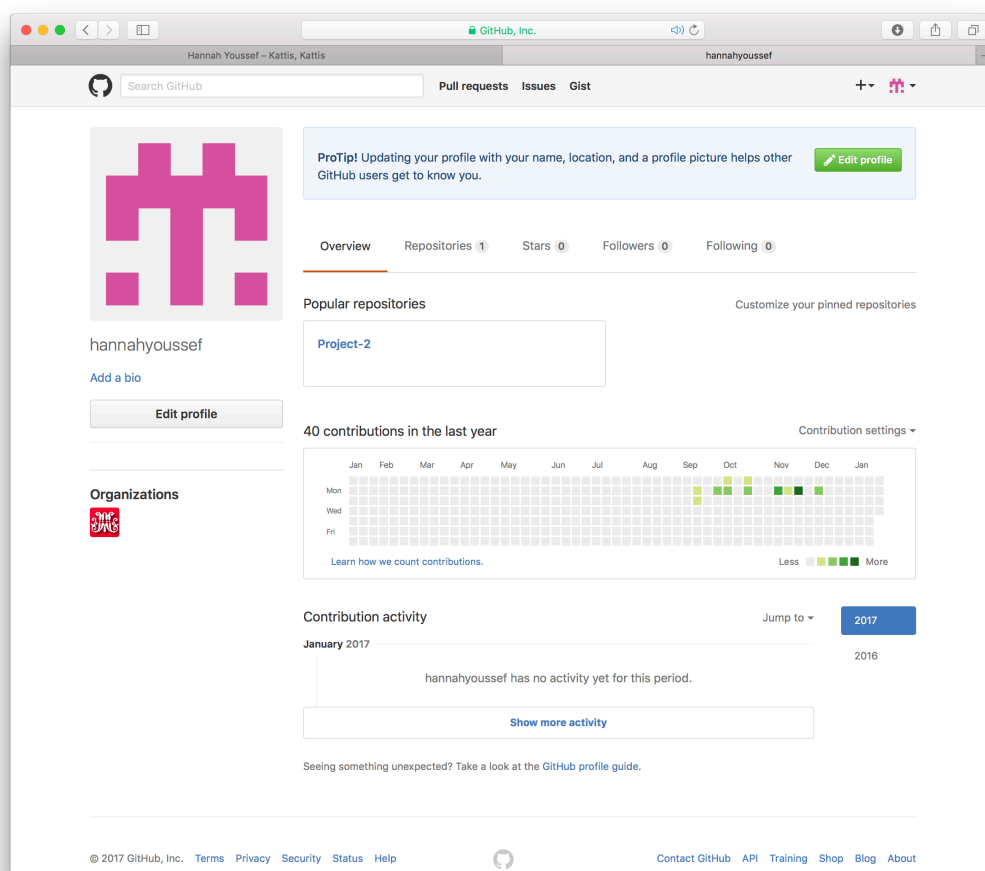 GitHub, Inc.
Hannah Youssef – Kattis, Kattis
hannahyoussef
Search GitHub
Pull requests Issues Gist
ProTip! Updating your profile with your name, location, and a profile picture helps other
GitHub users get to know you.
Edit profile
Overview Repositories 1 Stars 0 Followers 0 Following 0
Popular repositories
Customize your pinned repositories
Project-2
hannahyoussef
Add a bio
Edit profile
Organizations
40 contributions in the last year
Contribution settings
Jan Feb Mar Apr May Jun Jul Aug Sep Oct Nov Dec Jan
Mon
Wed
Fri
Learn how we count contributions.
Less More
Contribution activity
Jump to
2017
2016
January 2017
hannahyoussef has no activity yet for this period.
Show more activity
Seeing something unexpected? Take a look at the GitHub profile guide.
© 2017 GitHub, Inc. Terms Privacy Security Status Help
Contact GitHub API Training Shop Blog About